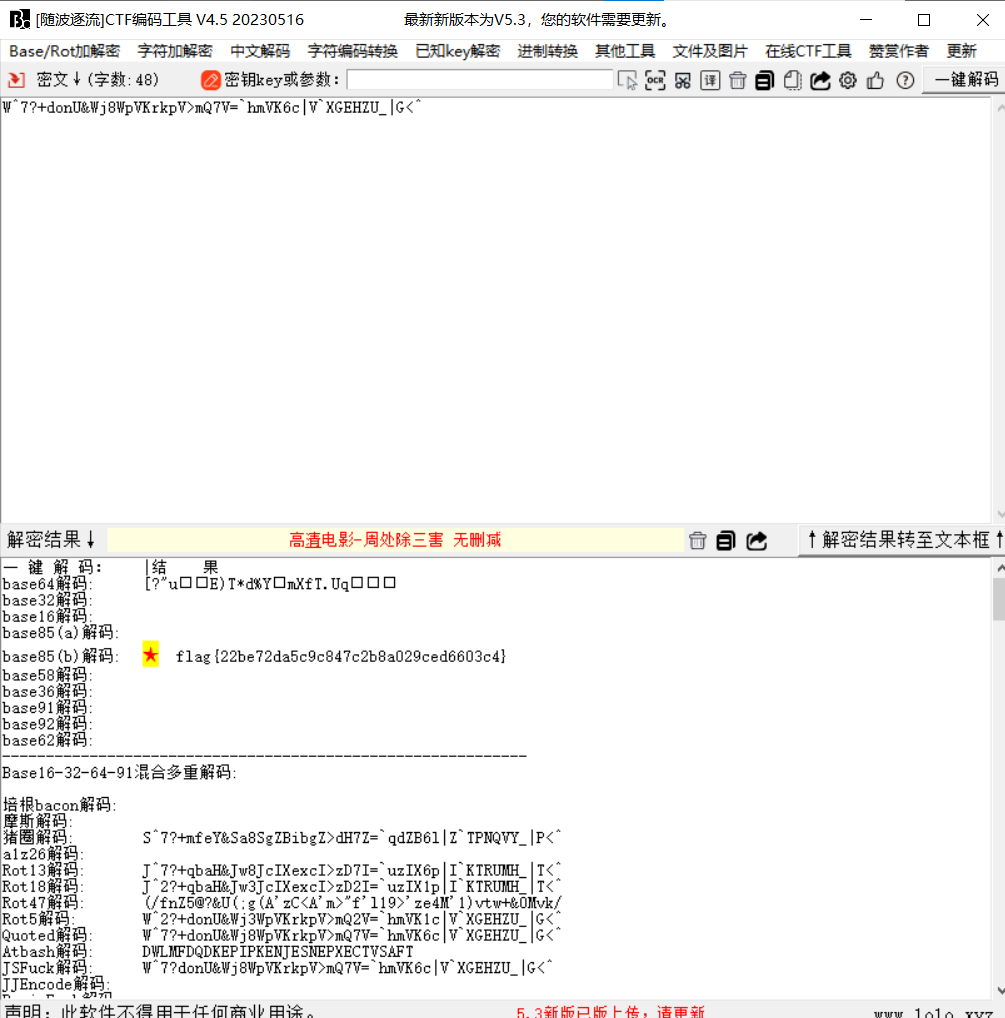 [随波逐流]CTF编码工具 V4.5 20230516 最新新版本为V5.3，您的软件需要更新。
Base/Rot加解密 字符加解密 中文解码 字符编码转换 已知key解密 进制转换 其他工具 文件及图片 在线CTF工具 赞赏作者 更新
密文↓(字数:48) 密钥key或参数: OCR 译 一键解码
W^7?+donU&Wj8WpVKrkpV>mQ7V=`hmVK6c|V`XGEHZU_|G<^
解密结果↓ 高清电影-周处除三害 无删减 ↑解密结果转至文本框↑
一 键 解 码: |结 果
base64解码: [?"u□□E)T*d%Y□mXfT.Uq□□□
base32解码:
base16解码:
base85(a)解码:
base85(b)解码: ★ flag{22be72da5c9c847c2b8a029ced6603c4}
base58解码:
base36解码:
base91解码:
base92解码:
base62解码:
------------------------------------------------------------
Base16-32-64-91混合多重解码:
培根bacon解码:
摩斯解码:
猪圈解码: S^7?+mfeY&Sa8SgZBibgZ>dH7Z=`qdZB6l|Z`TPNQVY_|P<^
a1z26解码:
Rot13解码: J^7?+qbaH&Jw8JcIXexcI>zD7I=`uzIX6p|I`KTRUMH_|T<^
Rot18解码: J^2?+qbaH&Jw3JcIXexcI>zD2I=`uzIX1p|I`KTRUMH_|T<^
Rot47解码: (/fnZ5@?&U(;g(A'zC<A'm>"f'l19>'ze4M'1)vtw+&0Mvk/
Rot5解码: W^2?+donU&Wj3WpVKrkpV>mQ2V=`hmVK1c|V`XGEHZU_|G<^
Quoted解码: W^7?+donU&Wj8WpVKrkpV>mQ7V=`hmVK6c|V`XGEHZU_|G<^
Atbash解码: DWLMFDQDKEPIPKENJESNEPXECTVSAFT
JSFuck解码: W^7?donU&Wj8WpVKrkpV>mQ7V=`hmVK6c|V`XGEHZU_|G<^
JJEncode解码:
声明: 此软件不得用于任何商业用途。 5.3新版已版上传，请更新